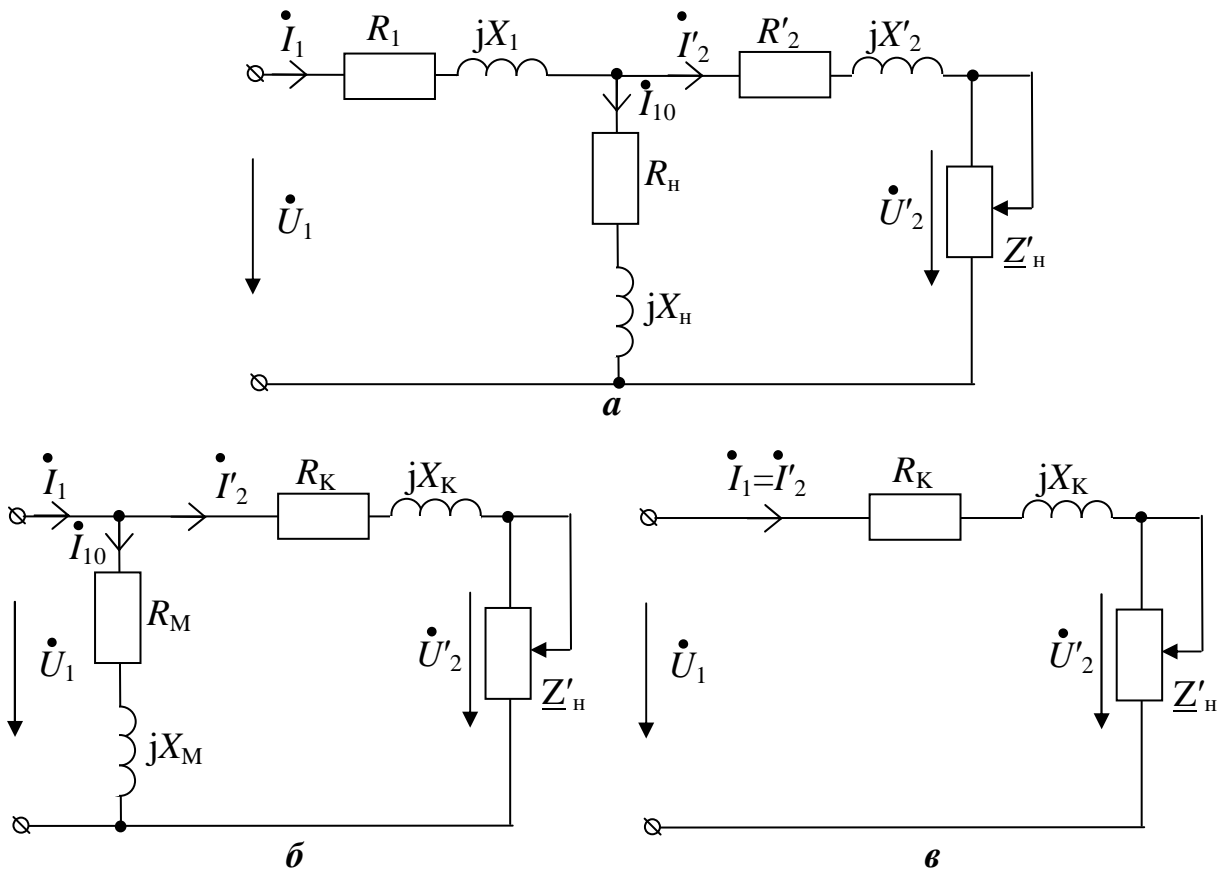 İ₁ R₁ jX₁ İ'₂ R'₂ jX'₂
İ₁₀
Rн
U̇₁ U̇'₂
Z̲'н
jXн
а
İ₁ İ'₂ RК jXК
İ₁₀
RМ
U̇₁ U̇'₂
Z̲'н
jXМ
б
İ₁=İ'₂ RК jXК
U̇₁ U̇'₂
Z̲'н
в